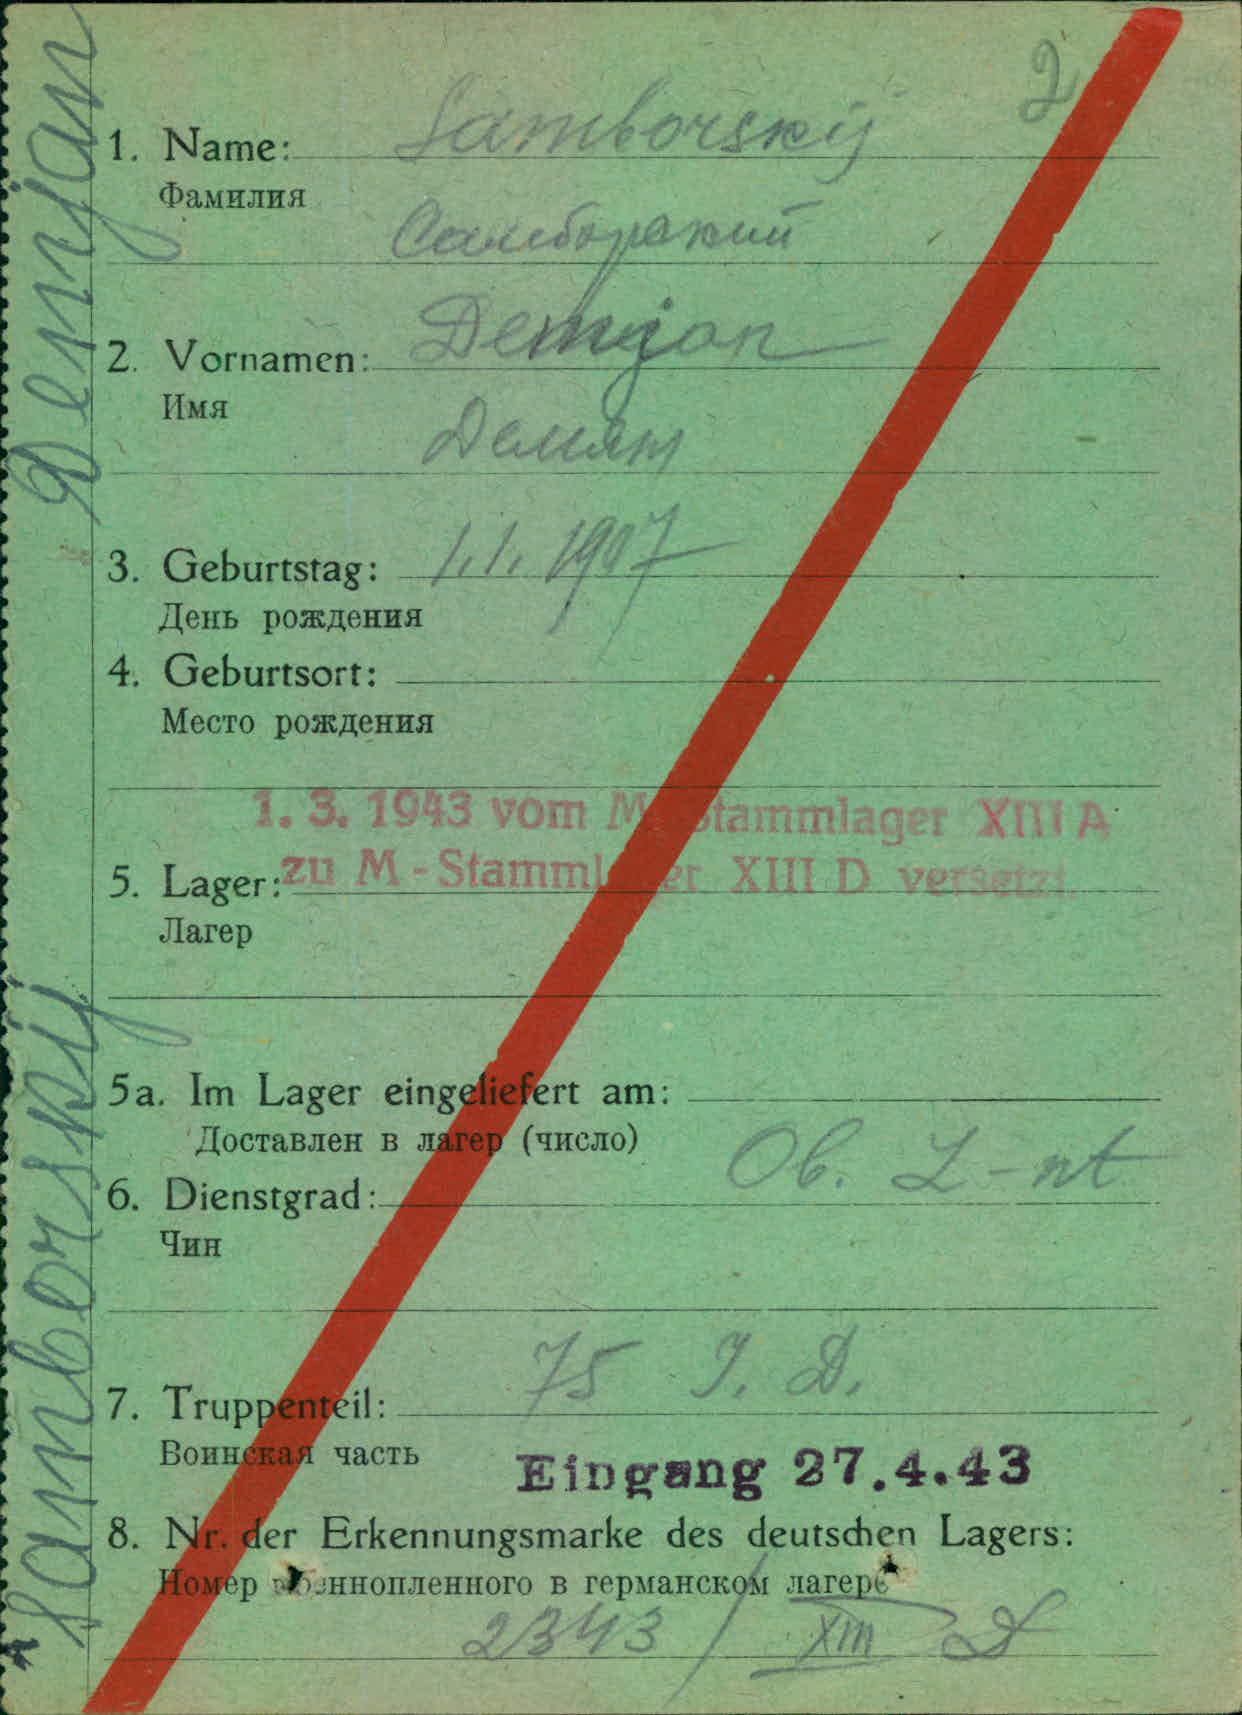 2
1. Name: Samborskij
Фамилия
Самборский
2. Vornamen: Demjan
Имя
Демян
3. Geburtstag: 1.1.1907
День рождения
4. Geburtsort:
Место рождения
1. 3. 1943 vom M-Stammlager XIII A
5. Lager: zu M-Stammlager XIII D versetzt.
Лагер
5a. Im Lager eingeliefert am:
Доставлен в лагер (число)
6. Dienstgrad: Ob. L-nt
Чин
7. Truppenteil: 75 J. D.
Воинская часть
Eingang 27.4.43
8. Nr. der Erkennungsmarke des deutschen Lagers:
Номер военнопленного в германском лагере
2343 / XIII A
Samborskij Demjan